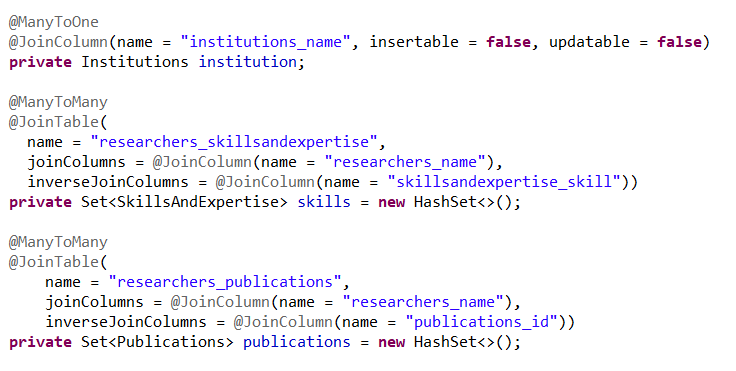 @ManyToOne
@JoinColumn(name = "institutions_name", insertable = false, updatable = false)
private Institutions institution;
@ManyToMany
@JoinTable(
name = "researchers_skillsandexpertise",
joinColumns = @JoinColumn(name = "researchers_name"),
inverseJoinColumns = @JoinColumn(name = "skillsandexpertise_skill"))
private Set<SkillsAndExpertise> skills = new HashSet<>();
@ManyToMany
@JoinTable(
name = "researchers_publications",
joinColumns = @JoinColumn(name = "researchers_name"),
inverseJoinColumns = @JoinColumn(name = "publications_id"))
private Set<Publications> publications = new HashSet<>();